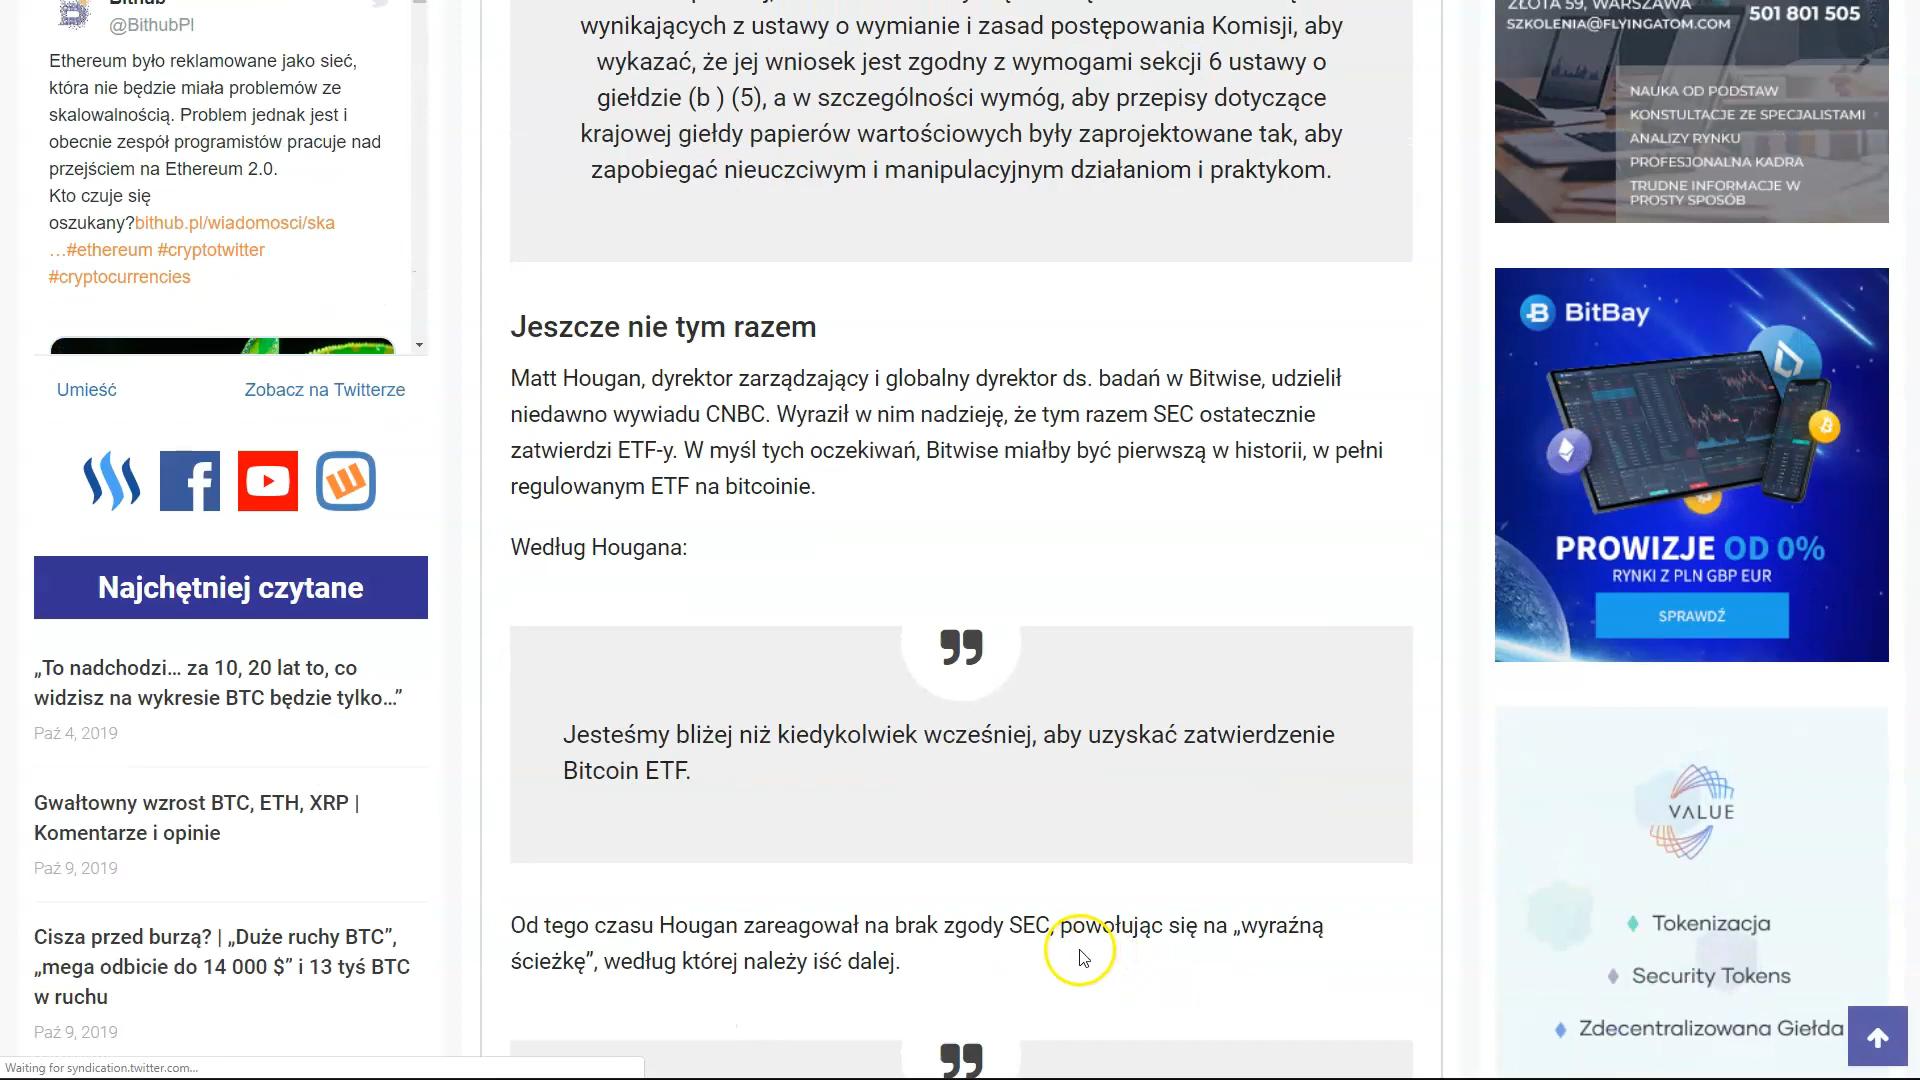 Bithub
@BithubPl
Ethereum było reklamowane jako sieć,
która nie będzie miała problemów ze
skalowalnością. Problem jednak jest i
obecnie zespół programistów pracuje nad
przejściem na Ethereum 2.0.
Kto czuje się
oszukany?bithub.pl/wiadomosci/ska
…#ethereum #cryptotwitter
#cryptocurrencies
Umieść
Zobacz na Twitterze
Najchętniej czytane
„To nadchodzi… za 10, 20 lat to, co
widzisz na wykresie BTC będzie tylko…”
Paź 4, 2019
Gwałtowny wzrost BTC, ETH, XRP |
Komentarze i opinie
Paź 9, 2019
Cisza przed burzą? | „Duże ruchy BTC”,
„mega odbicie do 14 000 $” i 13 tyś BTC
w ruchu
Paź 9, 2019
Waiting for syndication.twitter.com...
wynikających z ustawy o wymianie i zasad postępowania Komisji, aby
wykazać, że jej wniosek jest zgodny z wymogami sekcji 6 ustawy o
giełdzie (b ) (5), a w szczególności wymóg, aby przepisy dotyczące
krajowej giełdy papierów wartościowych były zaprojektowane tak, aby
zapobiegać nieuczciwym i manipulacyjnym działaniom i praktykom.
Jeszcze nie tym razem
Matt Hougan, dyrektor zarządzający i globalny dyrektor ds. badań w Bitwise, udzielił
niedawno wywiadu CNBC. Wyraził w nim nadzieję, że tym razem SEC ostatecznie
zatwierdzi ETF-y. W myśl tych oczekiwań, Bitwise miałby być pierwszą w historii, w pełni
regulowanym ETF na bitcoinie.
Według Hougana:
Jesteśmy bliżej niż kiedykolwiek wcześniej, aby uzyskać zatwierdzenie
Bitcoin ETF.
Od tego czasu Hougan zareagował na brak zgody SEC, powołując się na „wyraźną
ścieżkę”, według której należy iść dalej.
ZŁOTA 59, WARSZAWA
SZKOLENIA@FLYINGATOM.COM
501 801 505
NAUKA OD PODSTAW
KONSTULTACJE ZE SPECJALISTAMI
ANALIZY RYNKU
PROFESJONALNA KADRA
TRUDNE INFORMACJE W
PROSTY SPOSÓB
BitBay
PROWIZJE OD 0%
RYNKI Z PLN GBP EUR
SPRAWDŹ
VALUE
Tokenizacja
Security Tokens
Zdecentralizowana Giełda